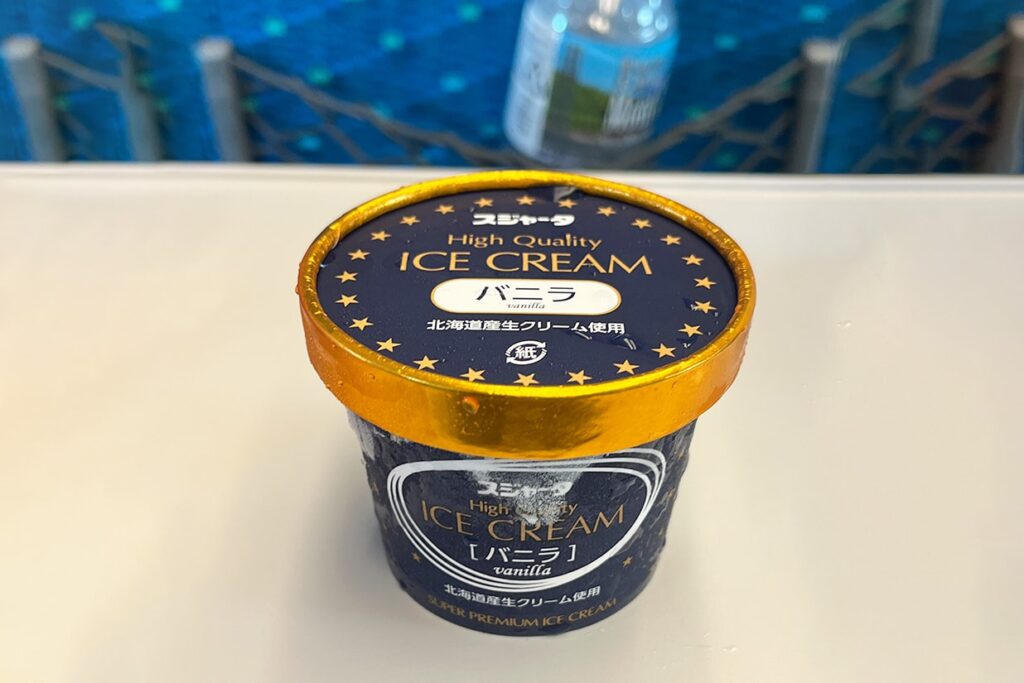 スジャータ
High Quality
ICE CREAM
バニラ
vanilla
北海道産生クリーム使用
紙
スジャータ
High Quality
ICE CREAM
[バニラ]
vanilla
北海道産生クリーム使用
SUPER PREMIUM ICE CREAM